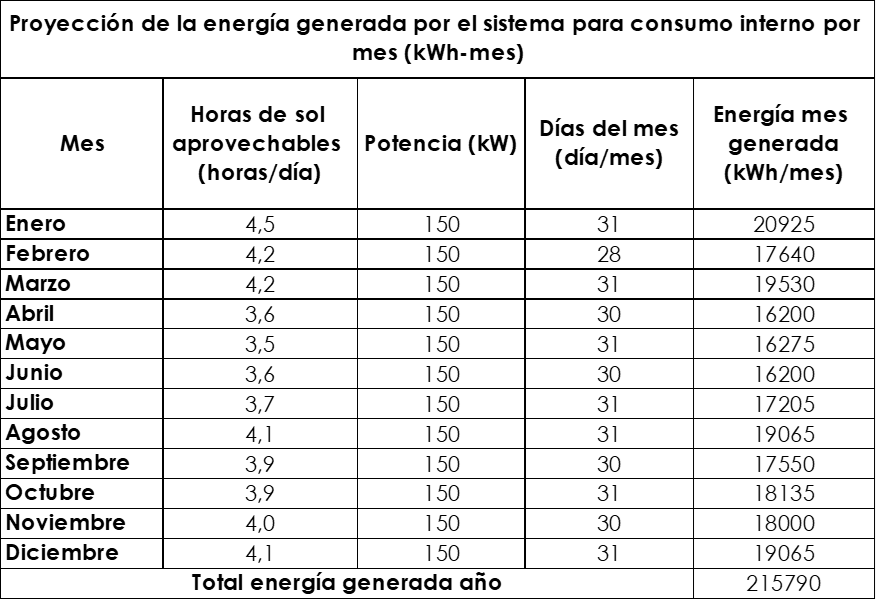 Proyección de la energía generada por el sistema para consumo interno por
mes (kWh-mes)
Mes
Horas de sol
aprovechables
(horas/día)
Potencia (kW)
Días del mes
(día/mes)
Energía mes
generada
(kWh/mes)
Enero 4,5 150 31 20925
Febrero 4,2 150 28 17640
Marzo 4,2 150 31 19530
Abril 3,6 150 30 16200
Mayo 3,5 150 31 16275
Junio 3,6 150 30 16200
Julio 3,7 150 31 17205
Agosto 4,1 150 31 19065
Septiembre 3,9 150 30 17550
Octubre 3,9 150 31 18135
Noviembre 4,0 150 30 18000
Diciembre 4,1 150 31 19065
Total energía generada año 215790